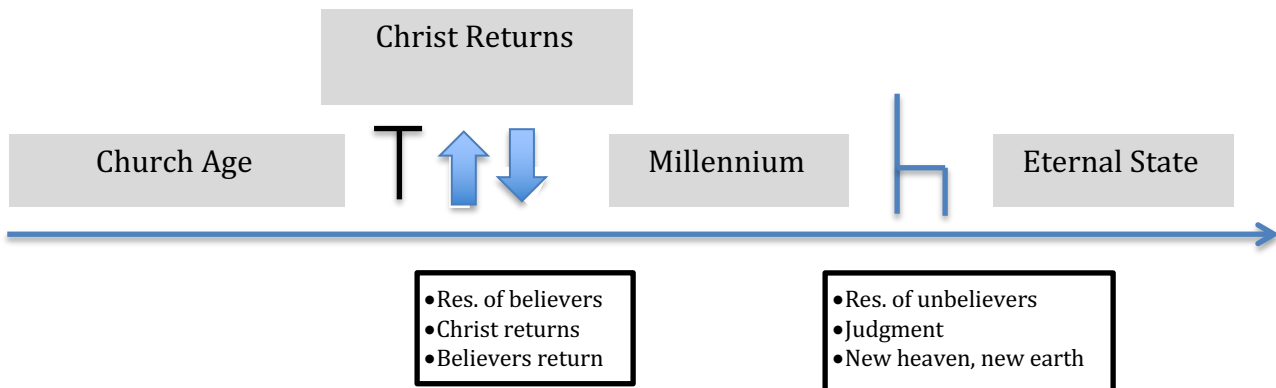 Christ Returns
Church Age
T
Millennium
Eternal State
•Res. of believers
•Christ returns
•Believers return
•Res. of unbelievers
•Judgment
•New heaven, new earth